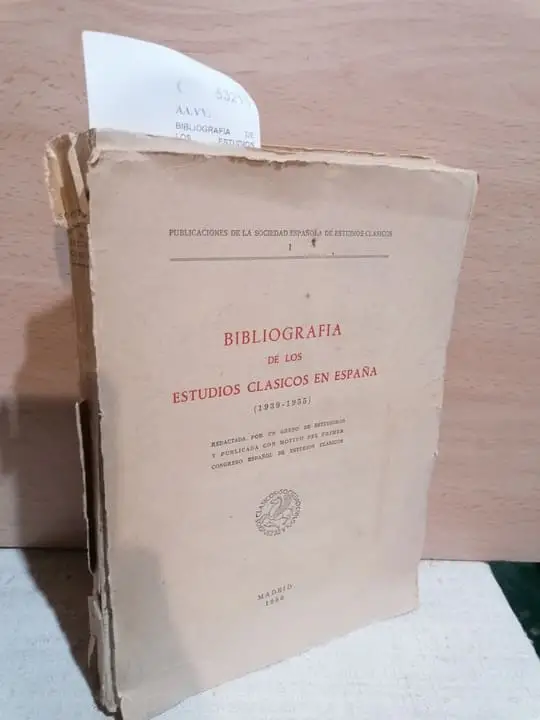 A.A.V.V.
BIBLIOGRAFIA DE
LOS ESTUDIOS
PUBLICACIONES DE LA SOCIEDAD ESPAÑOLA DE ESTUDIOS CLASICOS
I
BIBLIOGRAFIA
DE LOS
ESTUDIOS CLASICOS EN ESPAÑA
(1939-1955)
REDACTADA POR UN GRUPO DE ESTUDIOSOS
Y PUBLICADA CON MOTIVO DEL PRIMER
CONGRESO ESPAÑOL DE ESTUDIOS CLASICOS
MADRID
1956